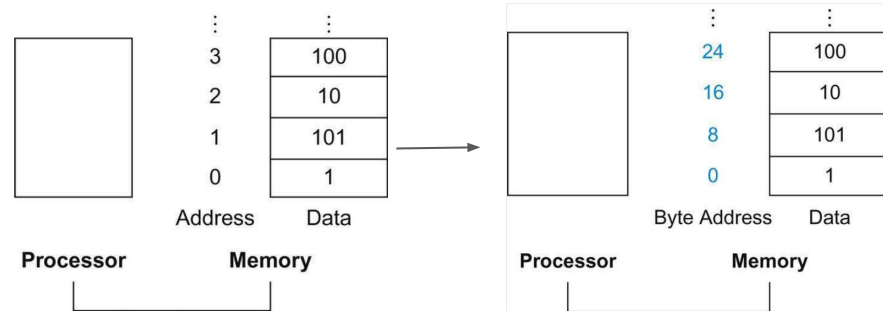 ⋮ ⋮
3 100
2 10
1 101
0 1
Address Data
Processor Memory
⋮ ⋮
24 100
16 10
8 101
0 1
Byte Address Data
Processor Memory